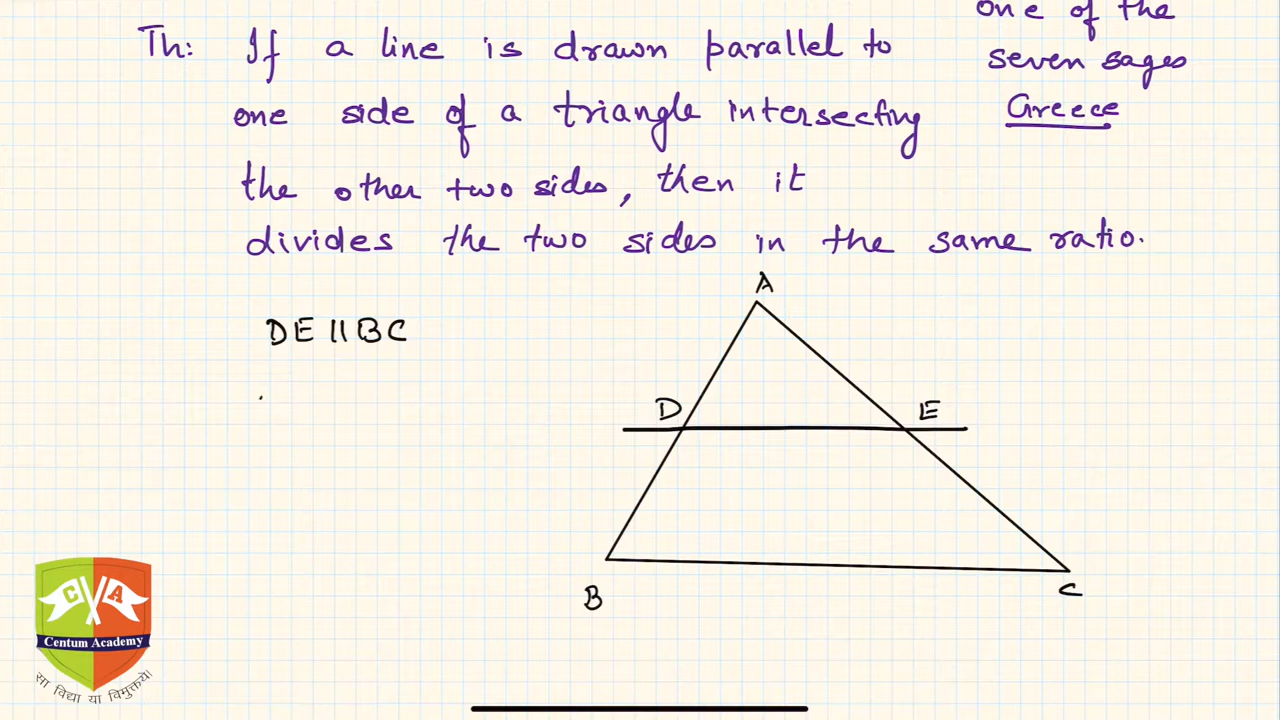 one of the
seven sages
Greece
Th: If a line is drawn parallel to
one side of a triangle intersecting
the other two sides, then it
divides the two sides in the same ratio.
DE || BC
A
D
E
B
C
C A
Centum Academy
सा विद्या या विमुक्तये।